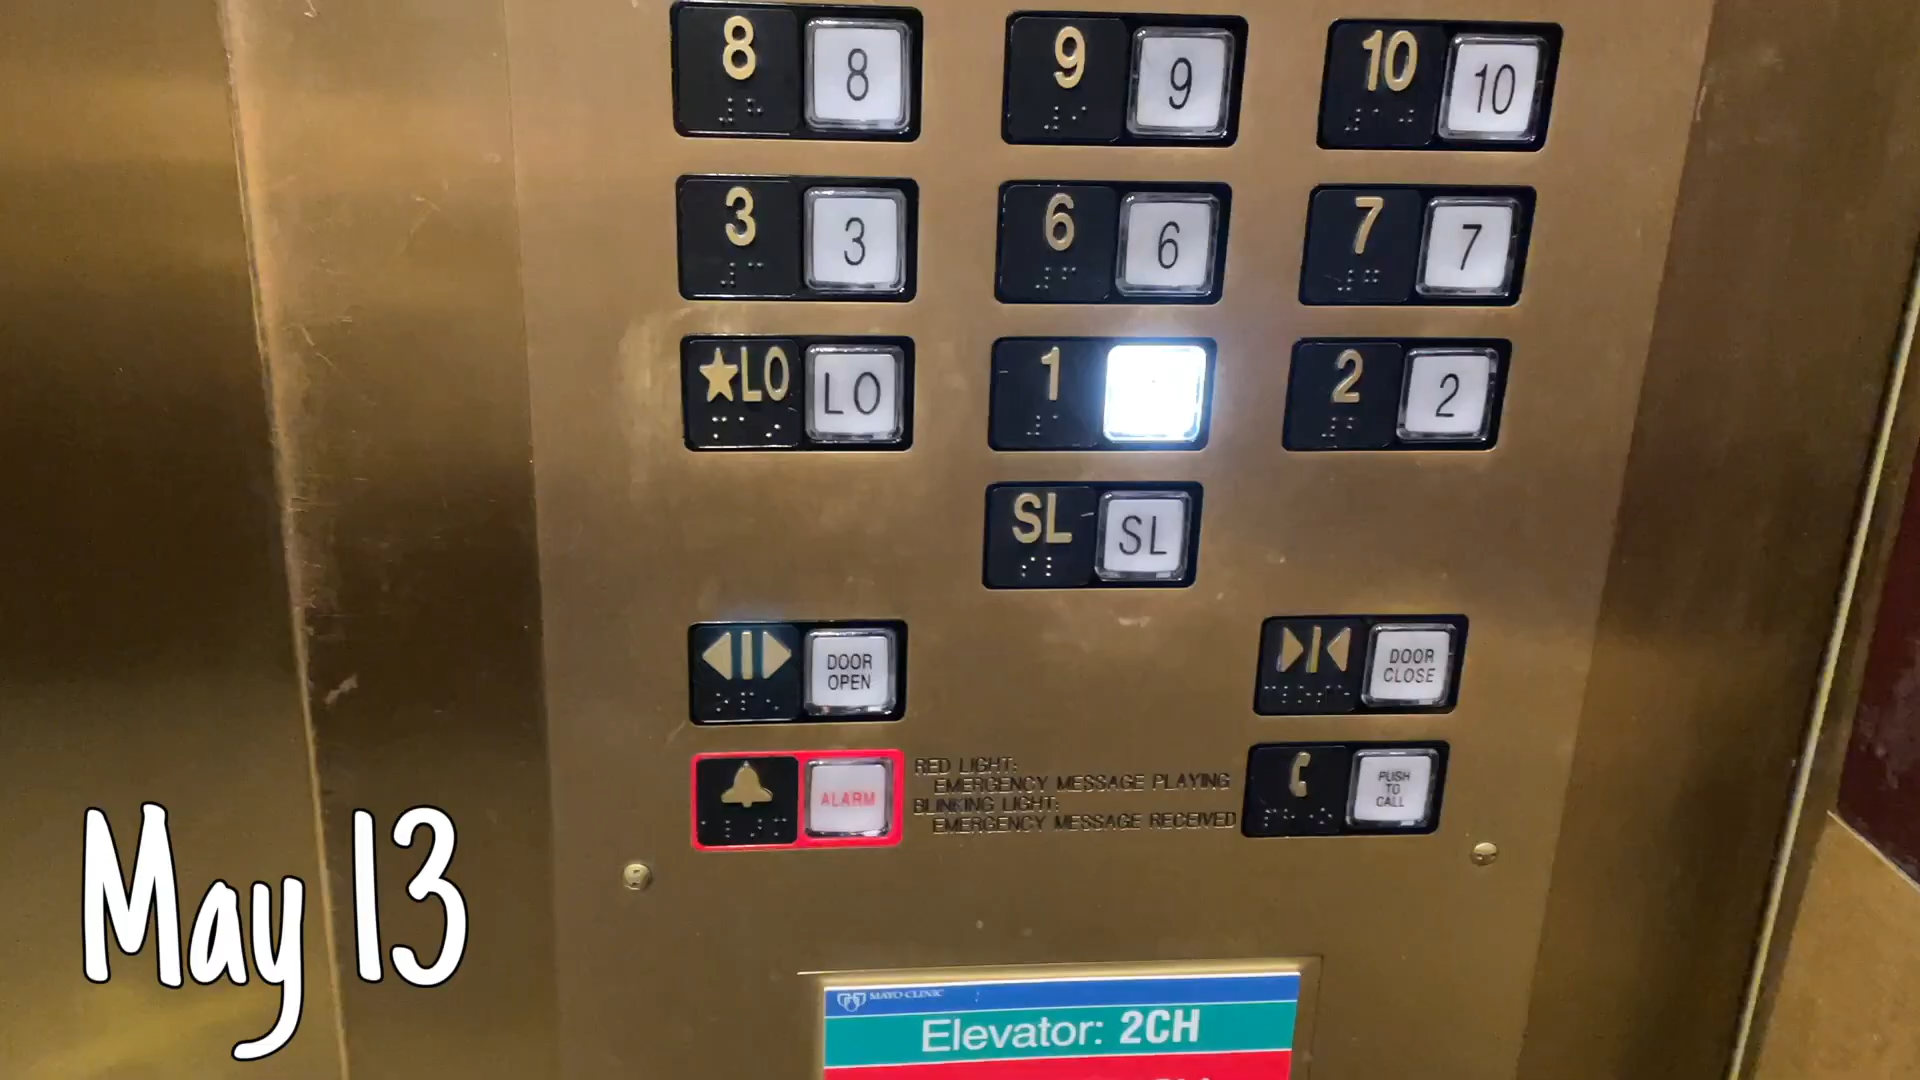 8 8 9 9 10 10
3 3 6 6 7 7
★LO LO 1 2 2
SL SL
DOOR OPEN
DOOR CLOSE
ALARM
RED LIGHT:
EMERGENCY MESSAGE PLAYING
BLINKING LIGHT:
EMERGENCY MESSAGE RECEIVED
PUSH TO CALL
May 13
MAYO CLINIC
Elevator: 2CH